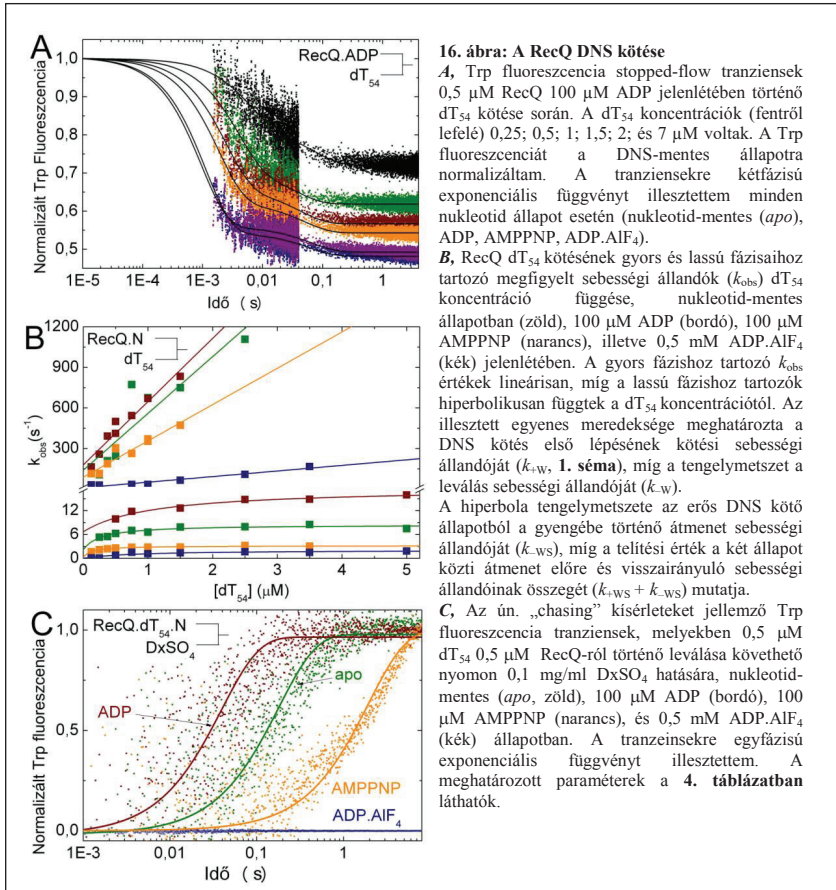 A
RecQ.ADP
dT54
1,0
0,9
0,8
0,7
0,6
0,5
Normalizált Trp Fluoreszcencia
1E-5 1E-4 1E-3 0,01 0,1 1
Idő ( s)
B
RecQ.N
dT54
1200
900
600
300
12
6
0
kobs(s-1)
0 1 2 3 4 5
[dT54] (µM)
C
RecQ.dT54.N
DxSO4
1,0
0,5
0,0
Normalizált Trp fluoreszcencia
ADP
apo
AMPPNP
ADP.AlF4
1E-3 0,01 0,1 1
Idő ( s)
16. ábra: A RecQ DNS kötése
A, Trp fluoreszcencia stopped-flow tranziensek
0,5 µM RecQ 100 µM ADP jelenlétében történő
dT54 kötése során. A dT54 koncentrációk (fentről
lefelé) 0,25; 0,5; 1; 1,5; 2; és 7 µM voltak. A Trp
fluoreszcenciát a DNS-mentes állapotra
normalizáltam. A tranziensekre kétfázisú
exponenciális függvényt illesztettem minden
nukleotid állapot esetén (nukleotid-mentes (apo),
ADP, AMPPNP, ADP.AlF4).
B, RecQ dT54 kötésének gyors és lassú fázisaihoz
tartozó megfigyelt sebességi állandók (kobs) dT54
koncentráció függése, nukleotid-mentes
állapotban (zöld), 100 µM ADP (bordó), 100 µM
AMPPNP (narancs), illetve 0,5 mM ADP.AlF4
(kék) jelenlétében. A gyors fázishoz tartozó kobs
értékek lineárisan, míg a lassú fázishoz tartozók
hiperbolikusan függtek a dT54 koncentrációtól. Az
illesztett egyenes meredeksége meghatározta a
DNS kötés első lépésének kötési sebességi
állandóját (k+W, 1. séma), míg a tengelymetszet a
leválás sebességi állandóját (k-W).
A hiperbola tengelymetszete az erős DNS kötő
állapotból a gyengébe történő átmenet sebességi
állandóját (k-WS), míg a telítési érték a két állapot
közti átmenet előre és visszairányuló sebességi
állandóinak összegét (k+WS + k-WS) mutatja.
C, Az ún. „chasing” kísérleteket jellemző Trp
fluoreszcencia tranziensek, melyekben 0,5 µM
dT54 0,5 µM RecQ-ról történő leválása követhető
nyomon 0,1 mg/ml DxSO4 hatására, nukleotid-
mentes (apo, zöld), 100 µM ADP (bordó), 100
µM AMPPNP (narancs), és 0,5 mM ADP.AlF4
(kék) állapotban. A tranzeinsekre egyfázisú
exponenciális függvényt illesztettem. A
meghatározott paraméterek a 4. táblázatban
láthatók.